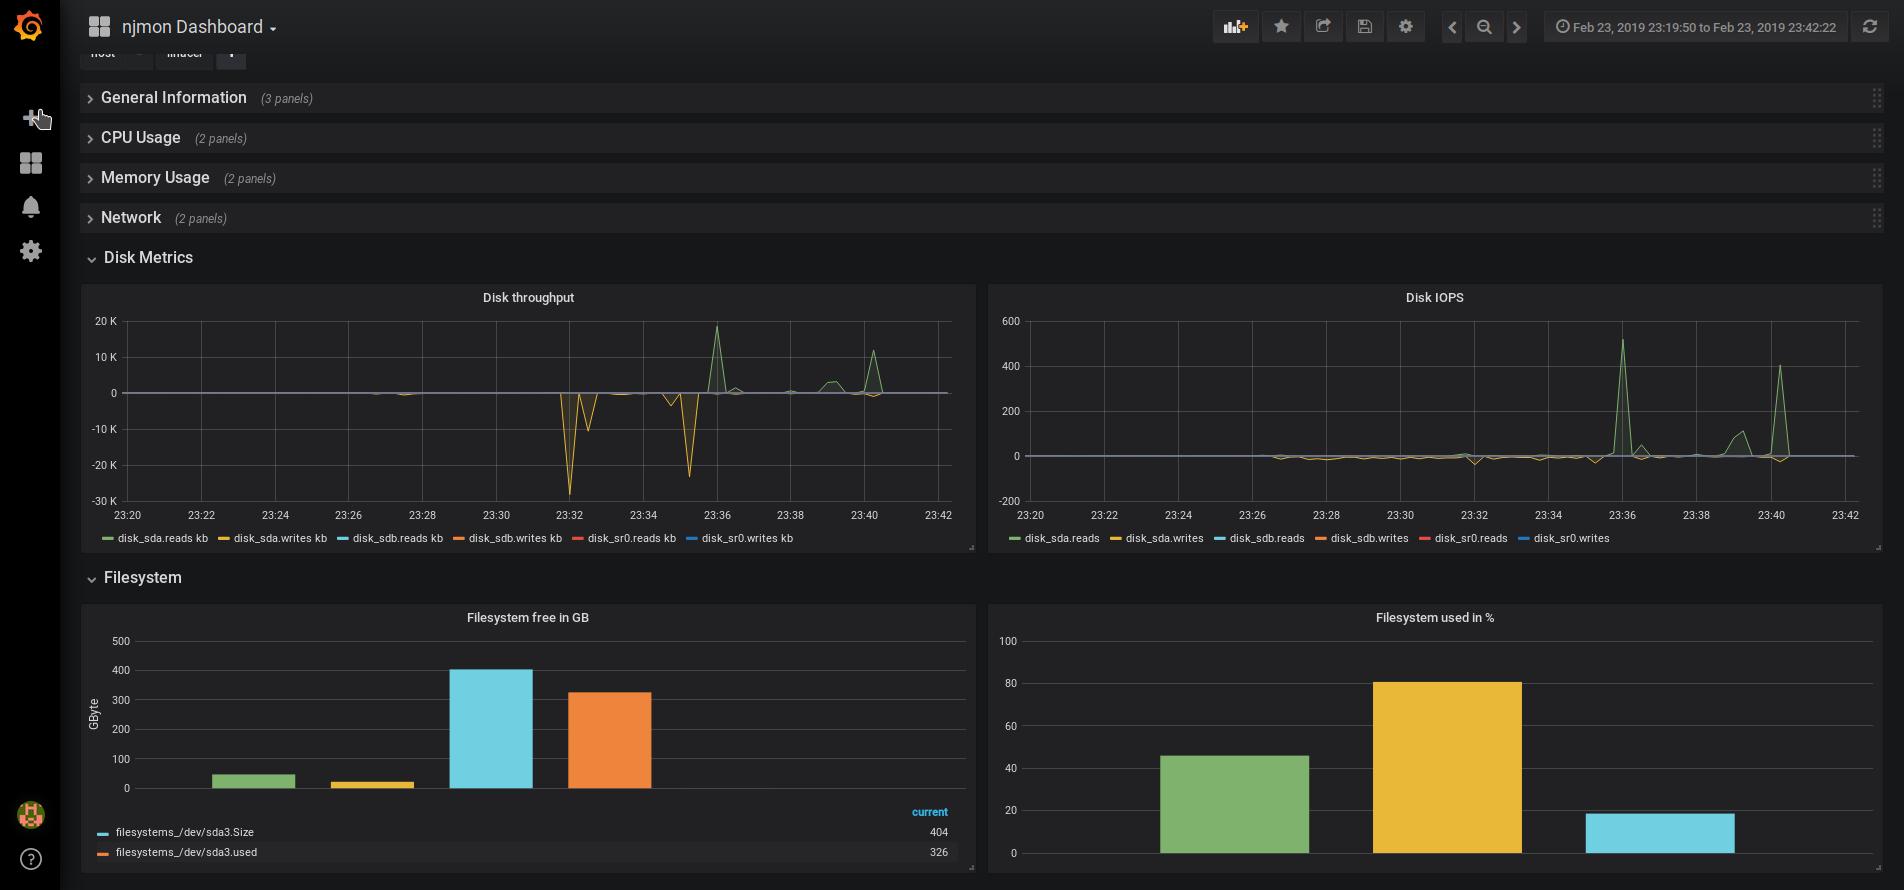 njmon Dashboard
Feb 23, 2019 23:19:50 to Feb 23, 2019 23:42:22
General Information (3 panels)
CPU Usage (2 panels)
Memory Usage (2 panels)
Network (2 panels)
Disk Metrics
Disk throughput
20 K
10 K
0
-10 K
-20 K
-30 K
23:20 23:22 23:24 23:26 23:28 23:30 23:32 23:34 23:36 23:38 23:40 23:42
disk_sda.reads kb disk_sda.writes kb disk_sdb.reads kb disk_sdb.writes kb disk_sr0.reads kb disk_sr0.writes kb
Disk IOPS
600
400
200
0
-200
23:20 23:22 23:24 23:26 23:28 23:30 23:32 23:34 23:36 23:38 23:40 23:42
disk_sda.reads disk_sda.writes disk_sdb.reads disk_sdb.writes disk_sr0.reads disk_sr0.writes
Filesystem
Filesystem free in GB
GByte
500
400
300
200
100
0
current
filesystems_/dev/sda3.Size 404
filesystems_/dev/sda3.used 326
Filesystem used in %
100
80
60
40
20
0